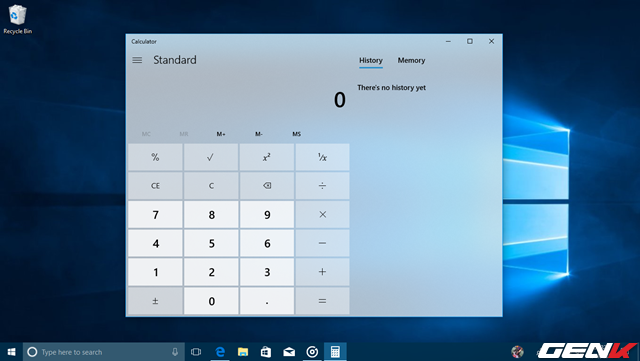 Recycle Bin
Calculator
Standard
History Memory
There's no history yet
0
MC MR M+ M- MS
% √ x² ¹/x
CE C ÷
7 8 9 ×
4 5 6 −
1 2 3 +
± 0 . =
Type here to search
GENK